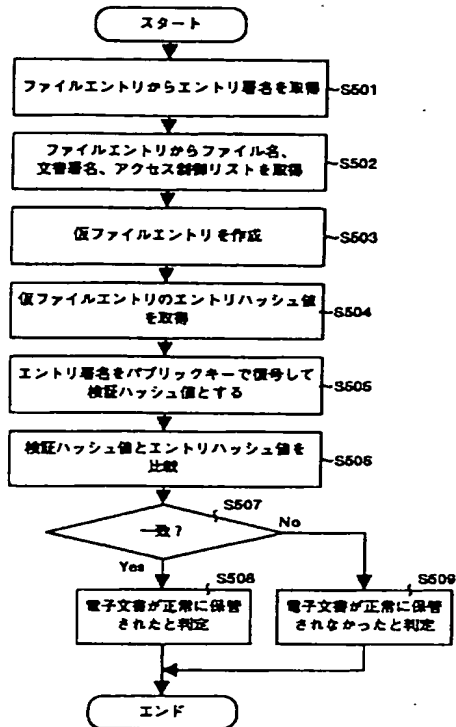 スタート
ファイルエントリからエントリ署名を取得
S501
ファイルエントリからファイル名、
文書署名、アクセス制御リストを取得
S502
仮ファイルエントリを作成
S503
仮ファイルエントリのエントリハッシュ値
を取得
S504
エントリ署名をパブリックキーで復号して
検証ハッシュ値とする
S505
検証ハッシュ値とエントリハッシュ値を
比較
S506
S507
一致?
No
Yes
S508
電子文書が正常に保管
されたと判定
S509
電子文書が正常に保管
されなかったと判定
エンド